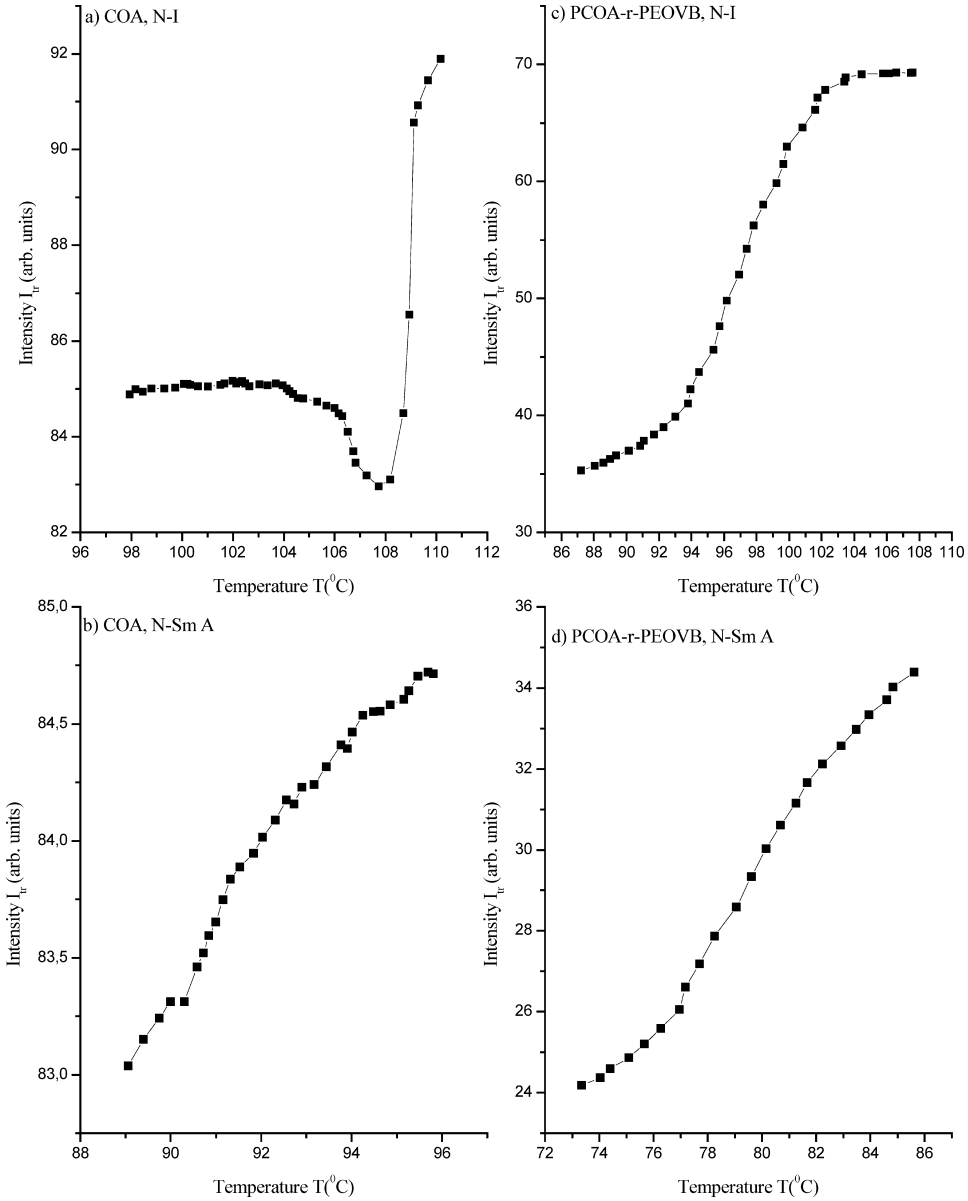 a) COA, N-I
92
90
88
86
84
82
Intensity I_tr (arb. units)
96 98 100 102 104 106 108 110 112
Temperature T(⁰C)
c) PCOA-r-PEOVB, N-I
70
60
50
40
30
Intensity I_tr (arb. units)
86 88 90 92 94 96 98 100 102 104 106 108 110
Temperature T(⁰C)
b) COA, N-Sm A
85,0
84,5
84,0
83,5
83,0
Intensity I_tr (arb. units)
88 90 92 94 96
Temperature T(⁰C)
d) PCOA-r-PEOVB, N-Sm A
36
34
32
30
28
26
24
Intensity I_tr (arb. units)
72 74 76 78 80 82 84 86
Temperature T(⁰C)